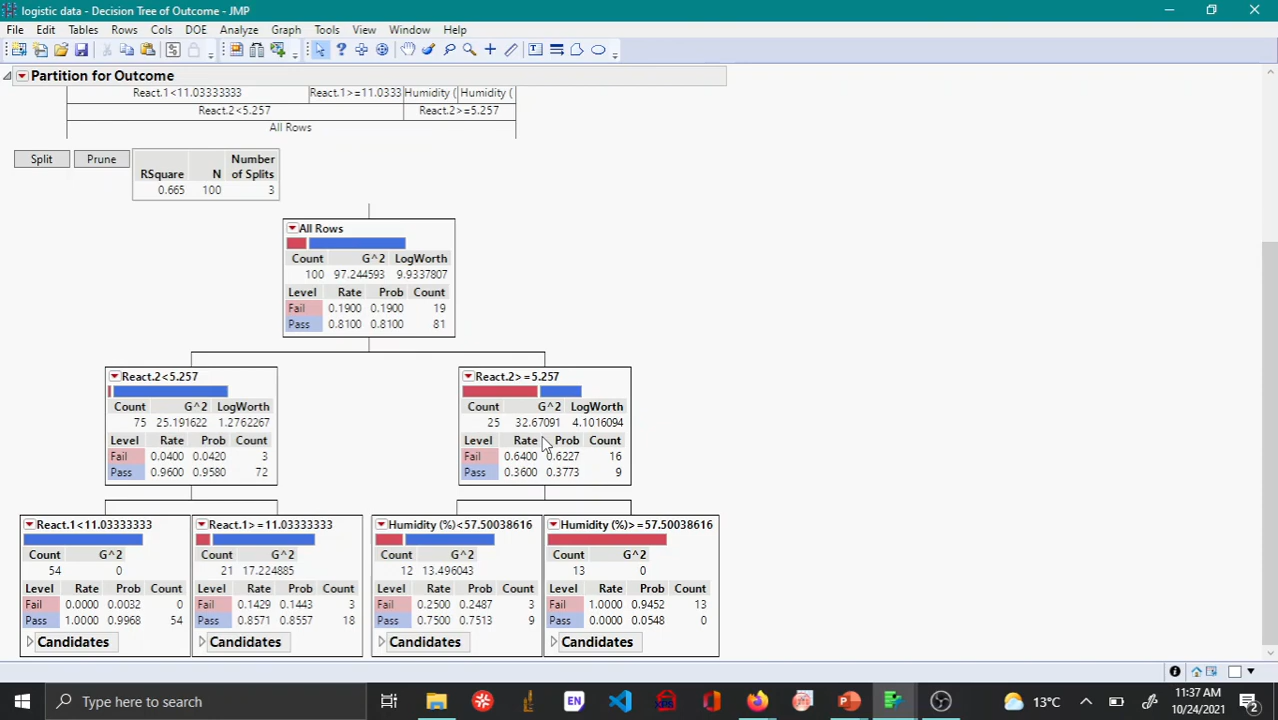 logistic data - Decision Tree of Outcome - JMP
File Edit Tables Rows Cols DOE Analyze Graph Tools View Window Help
Partition for Outcome
React.1<11.03333333 React.1>=11.0333 Humidity ( Humidity (
React.2<5.257 React.2>=5.257
All Rows
Split Prune
RSquare N Number of Splits
0.665 100 3
All Rows
Count G^2 LogWorth
100 97.244593 9.9337807
Level Rate Prob Count
Fail 0.1900 0.1900 19
Pass 0.8100 0.8100 81
React.2<5.257
Count G^2 LogWorth
75 25.191622 1.2762267
Level Rate Prob Count
Fail 0.0400 0.0420 3
Pass 0.9600 0.9580 72
React.2>=5.257
Count G^2 LogWorth
25 32.67091 4.1016094
Level Rate Prob Count
Fail 0.6400 0.6227 16
Pass 0.3600 0.3773 9
React.1<11.03333333
Count G^2
54 0
Level Rate Prob Count
Fail 0.0000 0.0032 0
Pass 1.0000 0.9968 54
Candidates
React.1>=11.03333333
Count G^2
21 17.224885
Level Rate Prob Count
Fail 0.1429 0.1443 3
Pass 0.8571 0.8557 18
Candidates
Humidity (%)<57.50038616
Count G^2
12 13.496043
Level Rate Prob Count
Fail 0.2500 0.2487 3
Pass 0.7500 0.7513 9
Candidates
Humidity (%)>=57.50038616
Count G^2
13 0
Level Rate Prob Count
Fail 1.0000 0.9452 13
Pass 0.0000 0.0548 0
Candidates
Type here to search
EN
13°C
11:37 AM
10/24/2021
2